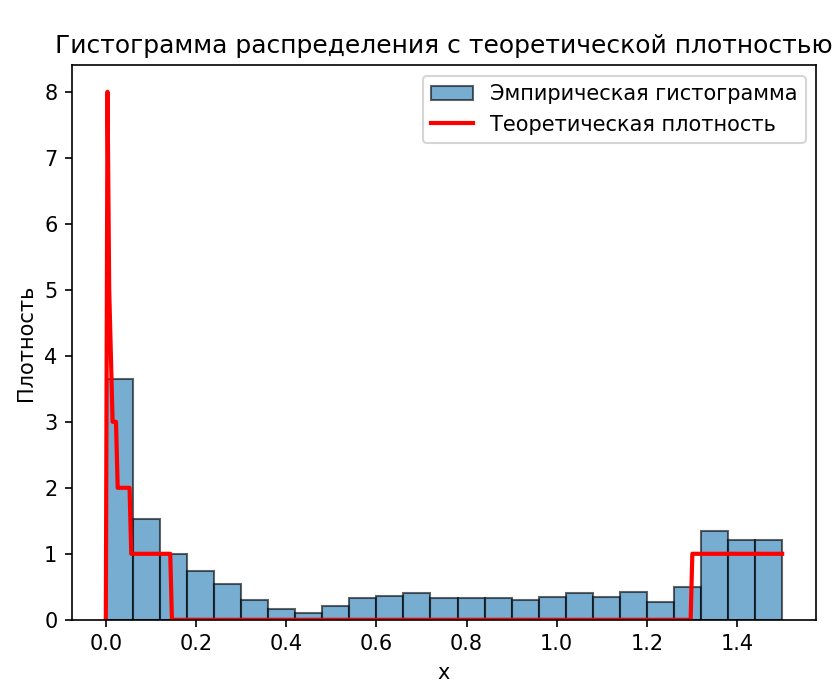 Гистограмма распределения с теоретической плотностью
Эмпирическая гистограмма
Теоретическая плотность
Плотность
8
7
6
5
4
3
2
1
0
0.0 0.2 0.4 0.6 0.8 1.0 1.2 1.4
x